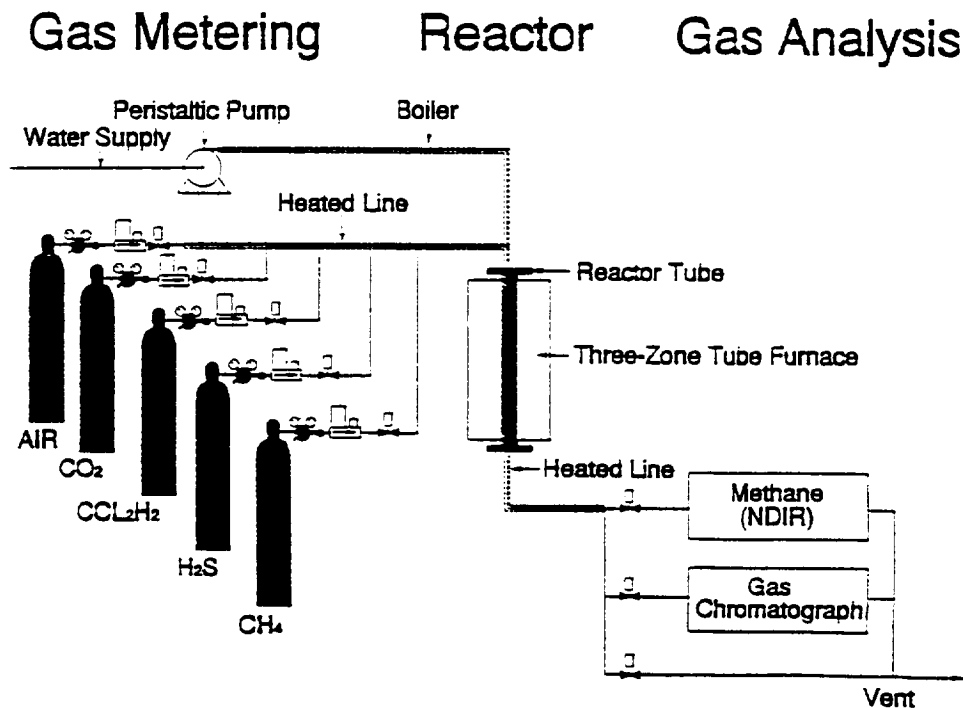 Gas Metering
Reactor
Gas Analysis
Peristaltic Pump
Boiler
Water Supply
Heated Line
Reactor Tube
Three-Zone Tube Furnace
AIR
CO₂
CCL₂H₂
H₂S
CH₄
Heated Line
Methane
(NDIR)
Gas
Chromatograph
Vent